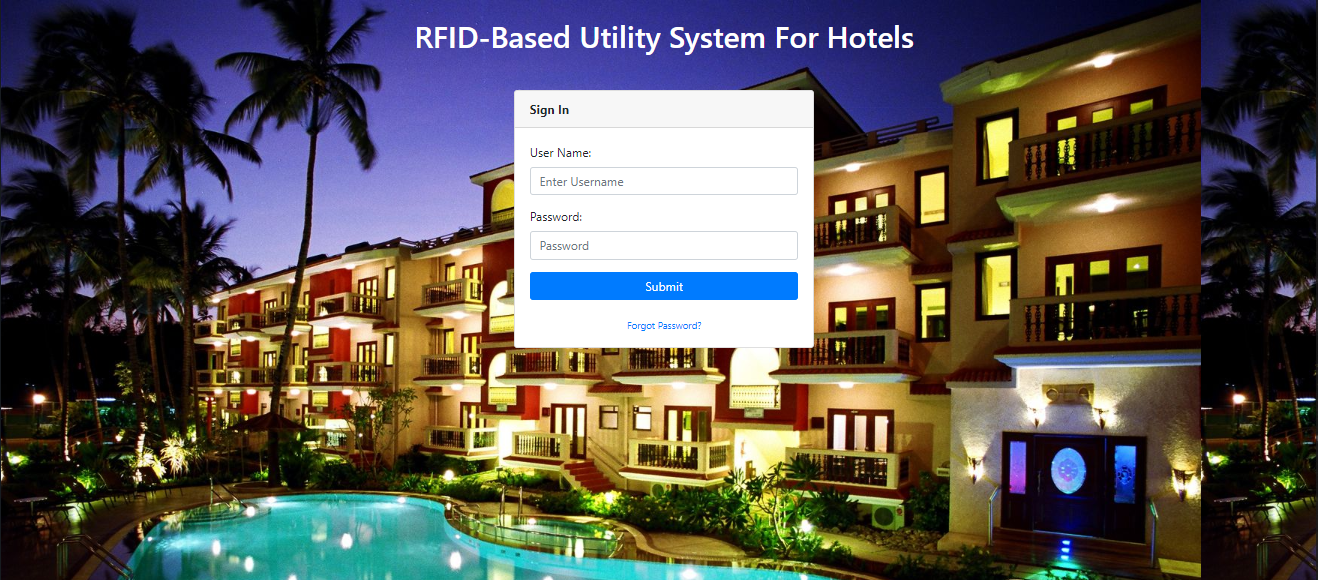 RFID-Based Utility System For Hotels
Sign In
User Name:
Enter Username
Password:
Password
Submit
Forgot Password?